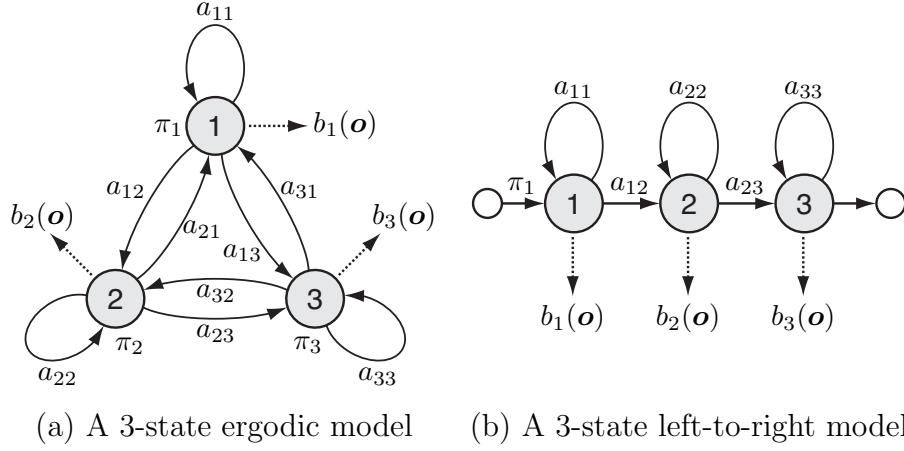 a₁₁
π₁ 1 b₁(o)
a₁₂ a₃₁
b₂(o) a₂₁ a₁₃ b₃(o)
2 a₃₂ 3
π₂ a₂₃ π₃
a₂₂ a₃₃
(a) A 3-state ergodic model
a₁₁ a₂₂ a₃₃
π₁ a₁₂ a₂₃
1 2 3
b₁(o) b₂(o) b₃(o)
(b) A 3-state left-to-right model